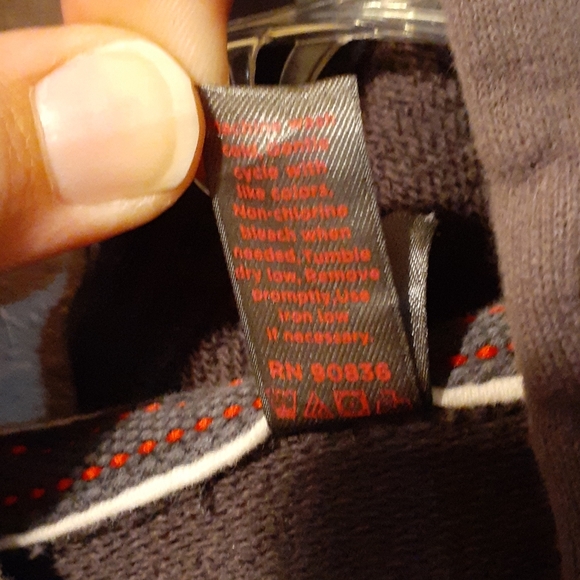 Machine wash
cold, Gentle
cycle with
like colors,
Non-chlorine
bleach when
needed,Tumble
dry low, Remove
promptly,Use
iron low
if necessary.
RN 90836